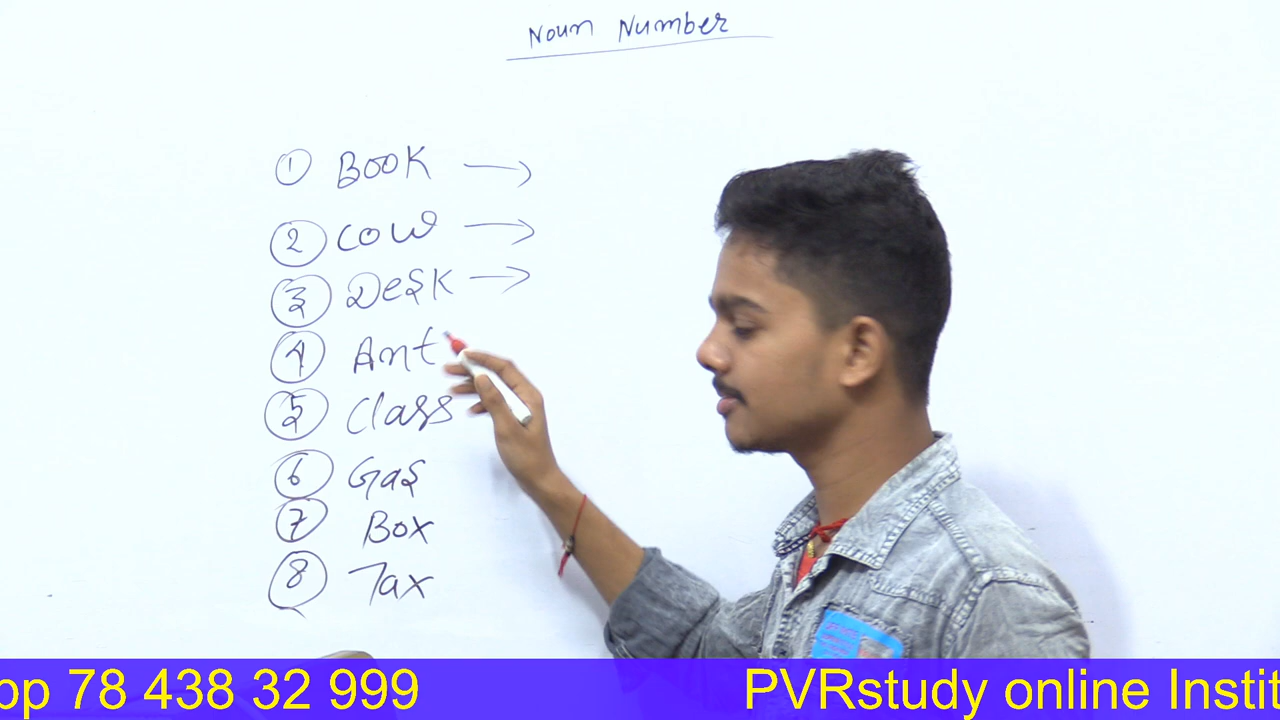 Noun Number
① Book →
② Cow →
③ Desk →
④ Ant
⑤ Class
⑥ Gas
⑦ Box
⑧ Tax
pp 78 438 32 999 PVRstudy online Instit